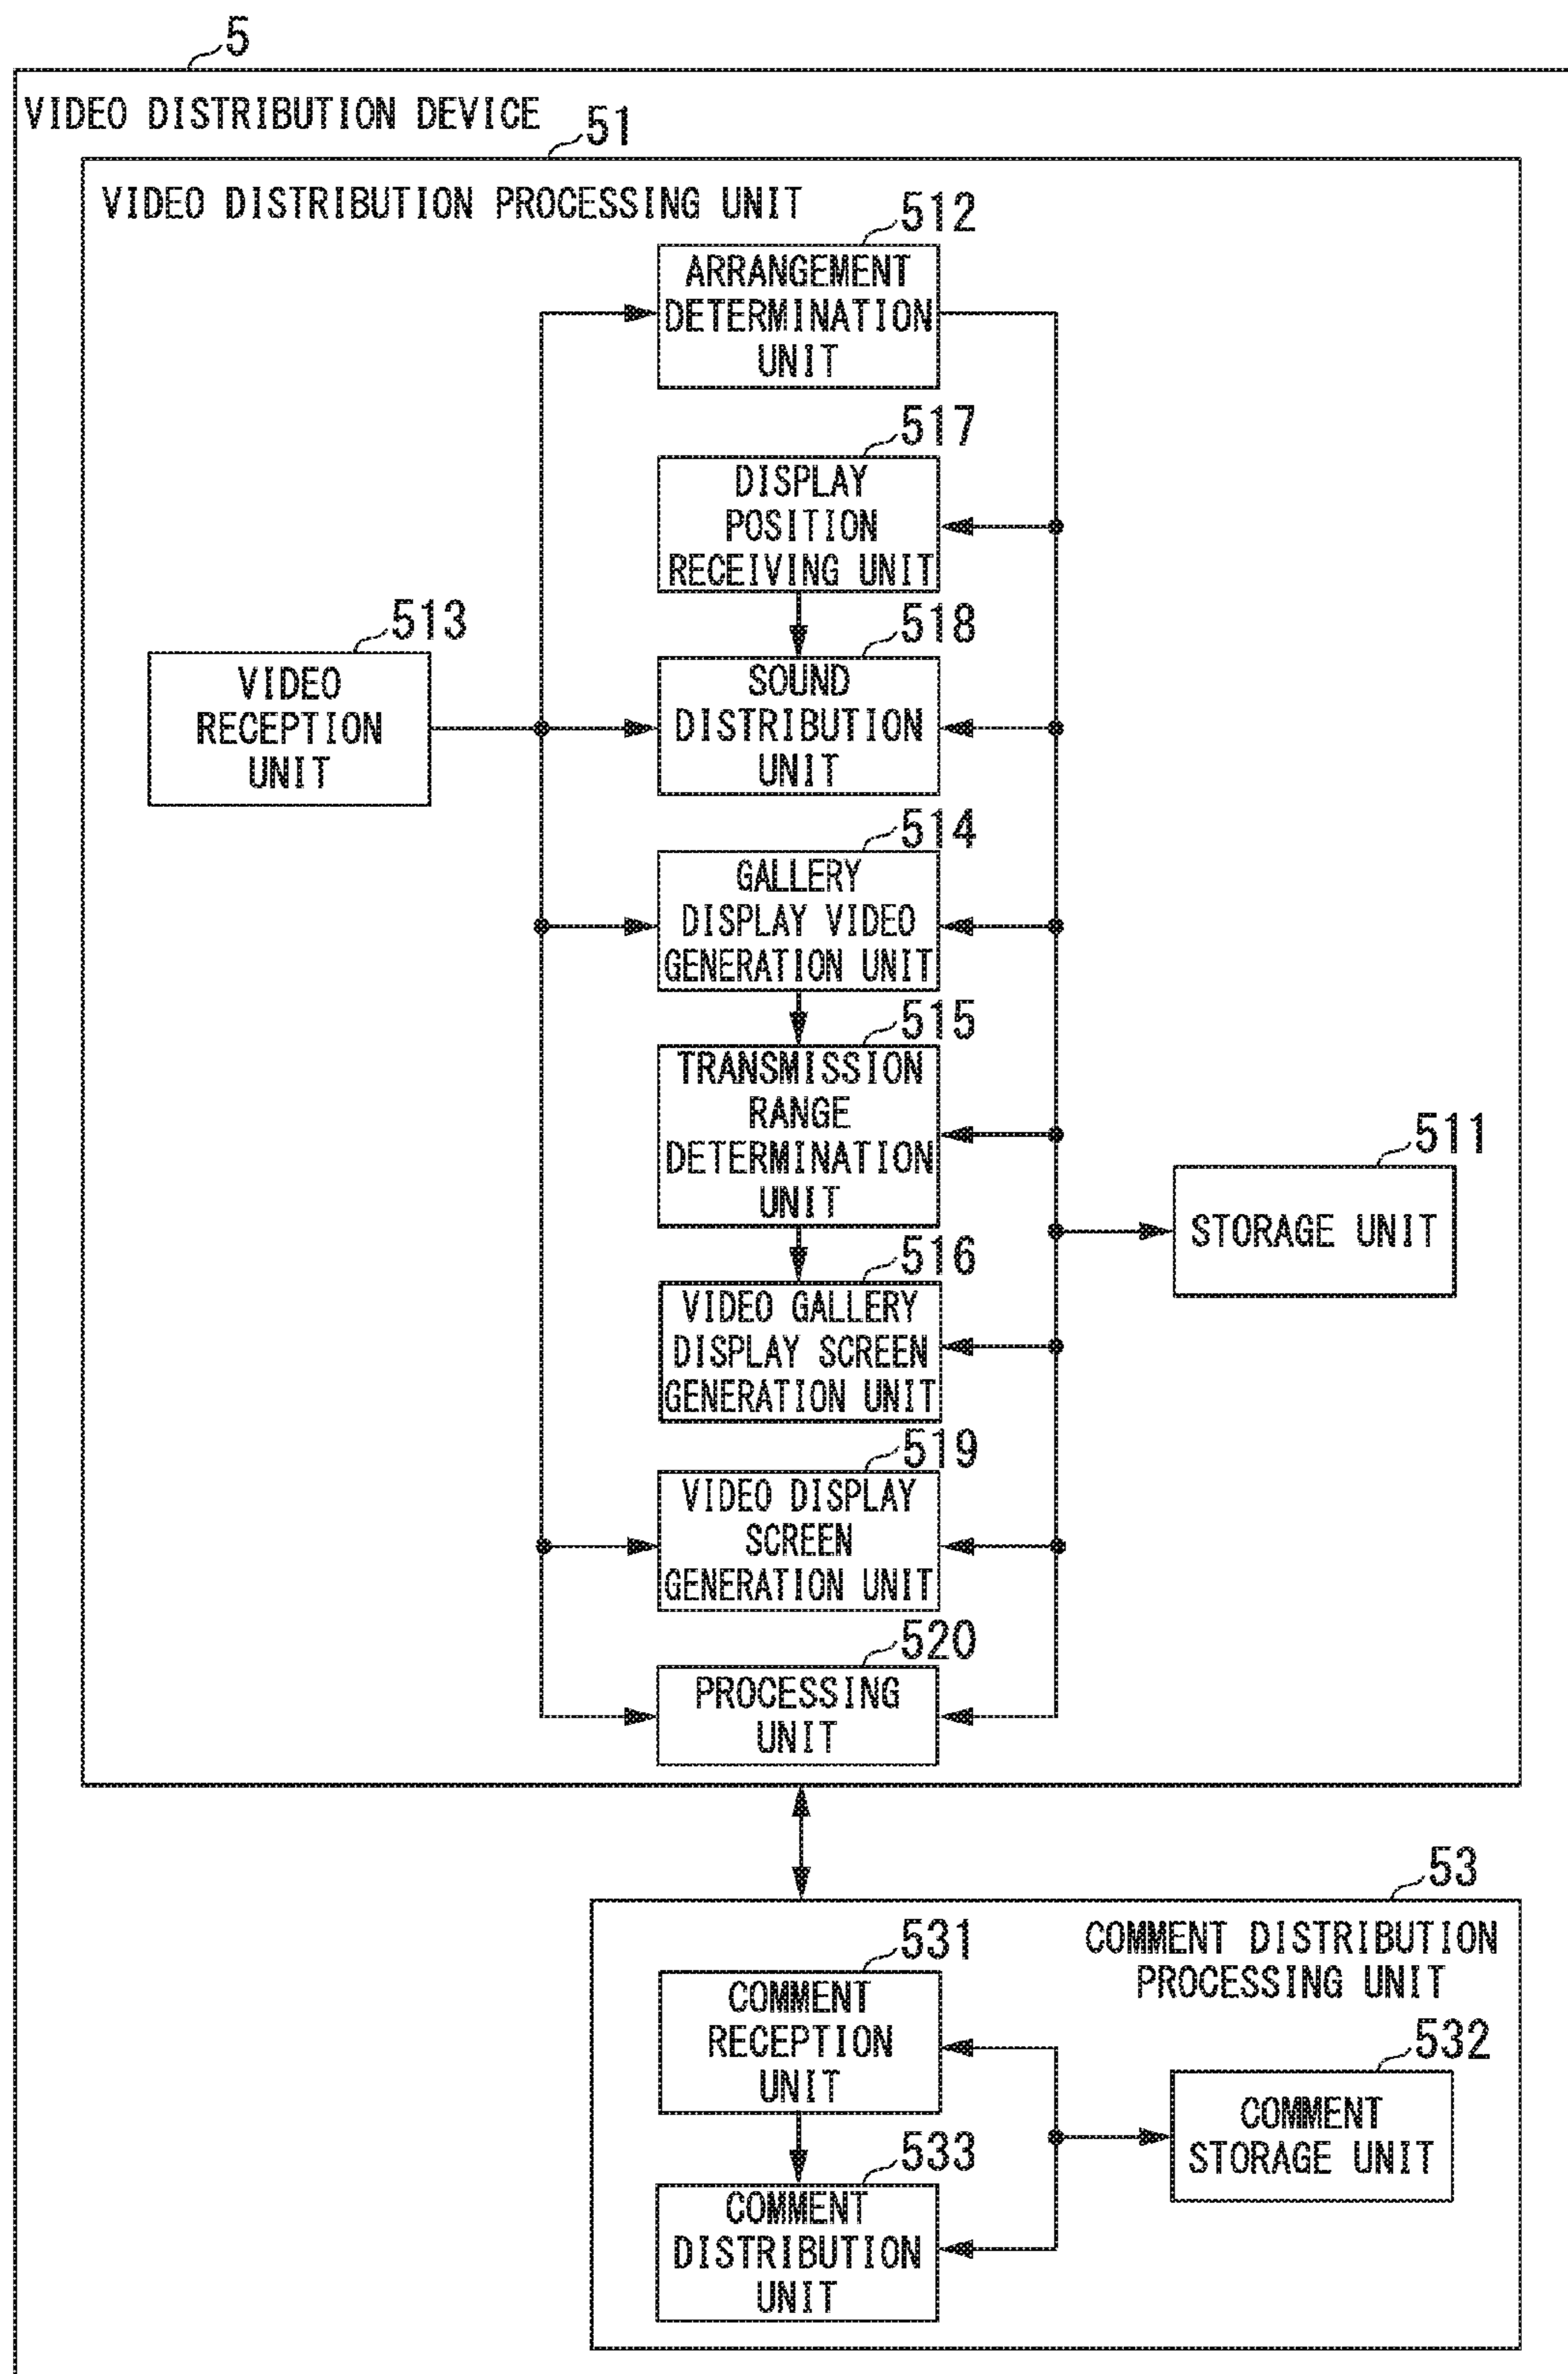 5
VIDEO DISTRIBUTION DEVICE
51
VIDEO DISTRIBUTION PROCESSING UNIT
512
ARRANGEMENT
DETERMINATION
UNIT
517
DISPLAY
POSITION
RECEIVING UNIT
513
VIDEO
RECEPTION
UNIT
518
SOUND
DISTRIBUTION
UNIT
514
GALLERY
DISPLAY VIDEO
GENERATION UNIT
515
TRANSMISSION
RANGE
DETERMINATION
UNIT
511
STORAGE UNIT
516
VIDEO GALLERY
DISPLAY SCREEN
GENERATION UNIT
519
VIDEO DISPLAY
SCREEN
GENERATION UNIT
520
PROCESSING
UNIT
53
COMMENT DISTRIBUTION
PROCESSING UNIT
531
COMMENT
RECEPTION
UNIT
532
COMMENT
STORAGE UNIT
533
COMMENT
DISTRIBUTION
UNIT